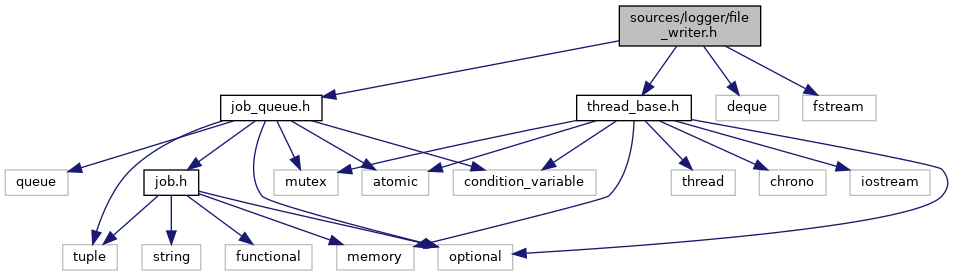 sources/logger/file
_writer.h
job_queue.h
thread_base.h
deque
fstream
queue
job.h
mutex
atomic
condition_variable
thread
chrono
iostream
tuple
string
functional
memory
optional